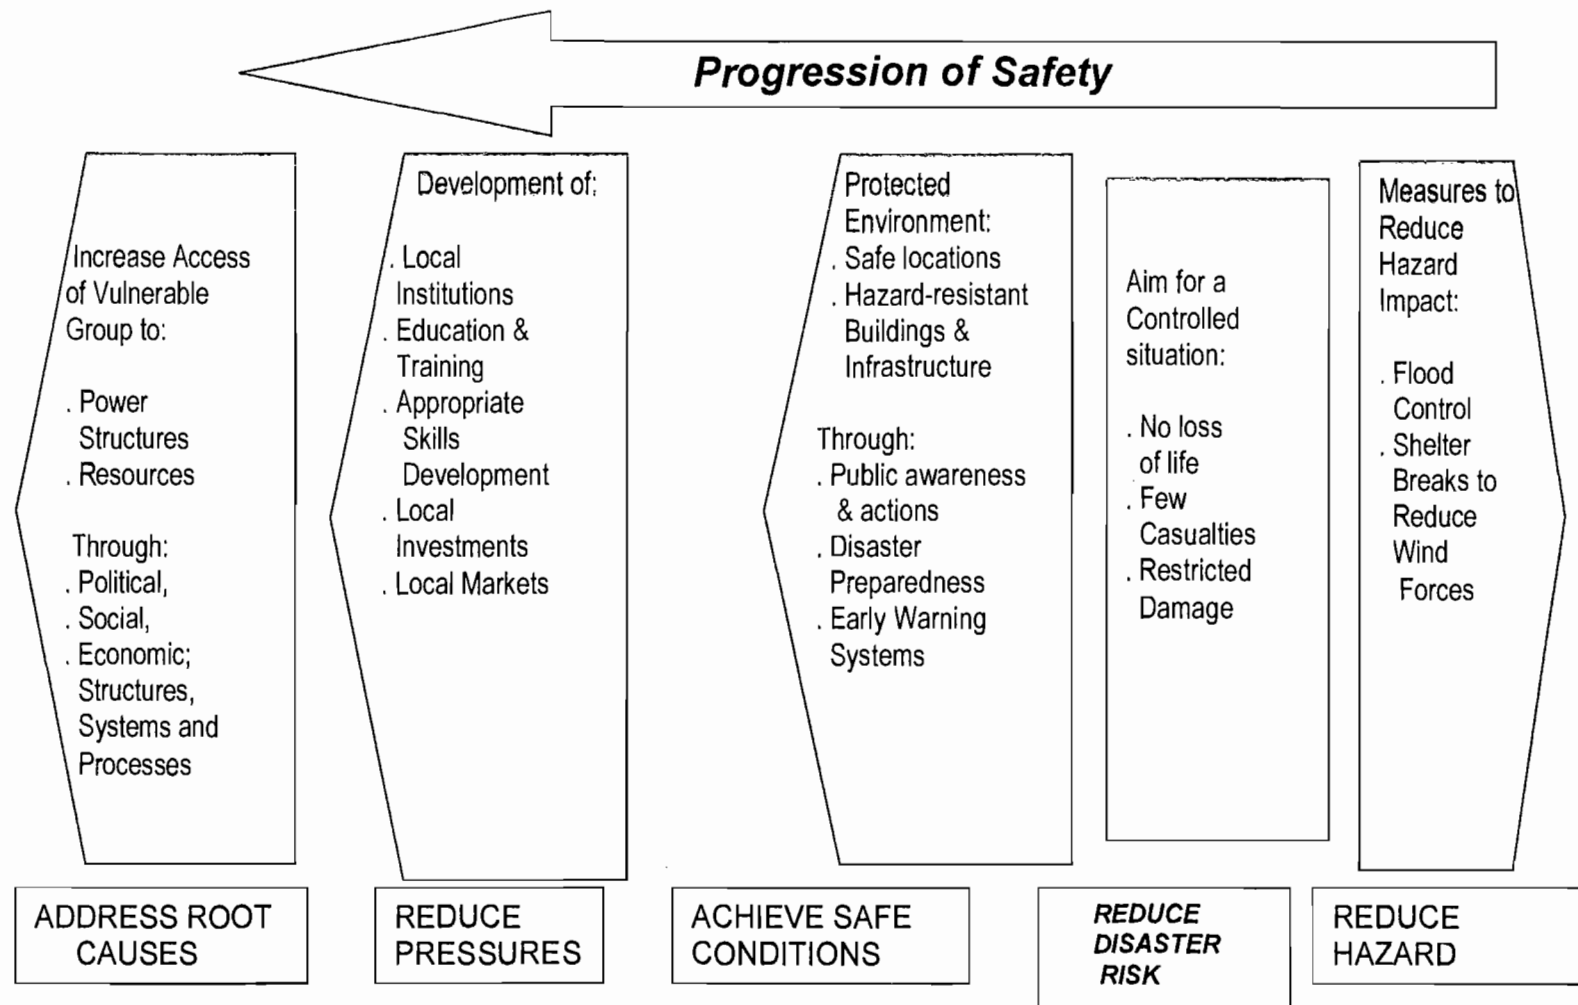 Progression of Safety
Increase Access
of Vulnerable
Group to:
. Power
Structures
. Resources
Through:
. Political,
. Social,
. Economic;
Structures,
Systems and
Processes
Development of:
. Local
Institutions
. Education &
Training
. Appropriate
Skills
Development
. Local
Investments
. Local Markets
Protected
Environment:
. Safe locations
. Hazard-resistant
Buildings &
Infrastructure
Through:
. Public awareness
& actions
. Disaster
Preparedness
. Early Warning
Systems
Aim for a
Controlled
situation:
. No loss
of life
. Few
Casualties
. Restricted
Damage
Measures to
Reduce
Hazard
Impact:
. Flood
Control
. Shelter
Breaks to
Reduce
Wind
Forces
ADDRESS ROOT
CAUSES
REDUCE
PRESSURES
ACHIEVE SAFE
CONDITIONS
REDUCE
DISASTER
RISK
REDUCE
HAZARD